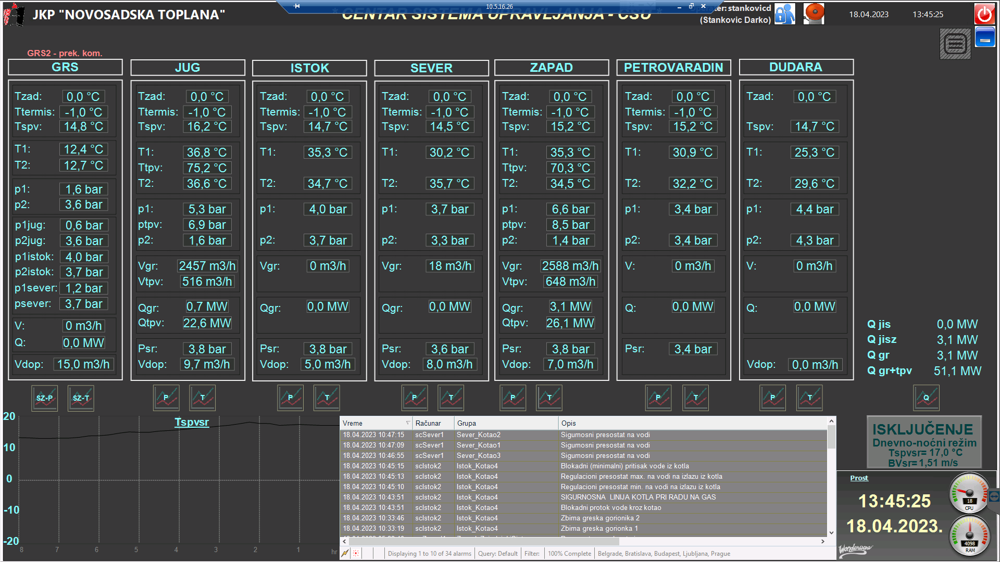 10.5.16.26
JKP "NOVOSADSKA TOPLANA"
* CENTAR SISTEMA UPRAVLJANJA - CSU *
stankovicd
(Stankovic Darko)
18.04.2023
13:45:25
GRS2 - prek. kom.
GRS
Tzad: 0,0 °C
Ttermis: -1,0 °C
Tspv: 14,8 °C
T1: 12,4 °C
T2: 12,7 °C
p1: 1,6 bar
p2: 3,6 bar
p1jug: 0,6 bar
p2jug: 3,6 bar
p1istok: 4,0 bar
p2istok: 3,7 bar
p1sever: 1,2 bar
psever: 3,7 bar
V: 0 m3/h
Q: 0,0 MW
Vdop: 15,0 m3/h
SZ-P SZ-T
JUG
Tzad: 0,0 °C
Ttermis: -1,0 °C
Tspv: 16,2 °C
T1: 36,8 °C
Ttpv: 75,2 °C
T2: 36,6 °C
p1: 5,3 bar
ptpv: 6,9 bar
p2: 1,6 bar
Vgr: 2457 m3/h
Vtpv: 516 m3/h
Qgr: 0,7 MW
Qtpv: 22,6 MW
Psr: 3,8 bar
Vdop: 9,7 m3/h
P T
ISTOK
Tzad: 0,0 °C
Ttermis: -1,0 °C
Tspv: 14,7 °C
T1: 35,3 °C
T2: 34,7 °C
p1: 4,0 bar
p2: 3,7 bar
Vgr: 0 m3/h
Qgr: 0,0 MW
Psr: 3,8 bar
Vdop: 5,0 m3/h
P T
SEVER
Tzad: 0,0 °C
Ttermis: -1,0 °C
Tspv: 14,5 °C
T1: 30,2 °C
T2: 35,7 °C
p1: 3,7 bar
p2: 3,3 bar
Vgr: 18 m3/h
Qgr: 0,0 MW
Psr: 3,6 bar
Vdop: 8,0 m3/h
P T
ZAPAD
Tzad: 0,0 °C
Ttermis: -1,0 °C
Tspv: 15,2 °C
T1: 35,3 °C
Ttpv: 70,3 °C
T2: 34,5 °C
p1: 6,6 bar
ptpv: 8,5 bar
p2: 1,4 bar
Vgr: 2588 m3/h
Vtpv: 648 m3/h
Qgr: 3,1 MW
Qtpv: 26,1 MW
Psr: 3,8 bar
Vdop: 7,0 m3/h
P T
PETROVARADIN
Tzad: 0,0 °C
Ttermis: -1,0 °C
Tspv: 15,2 °C
T1: 30,9 °C
T2: 32,2 °C
p1: 3,4 bar
p2: 3,4 bar
V: 0 m3/h
Q: 0,0 MW
Psr: 3,4 bar
P T
DUDARA
Tzad: 0,0 °C
Tspv: 14,7 °C
T1: 25,3 °C
T2: 29,6 °C
p1: 4,4 bar
p2: 4,3 bar
V: 0 m3/h
Q: 0,0 MW
Vdop: 0,0 m3/h
P T
Q jis 0,0 MW
Q jisz 3,1 MW
Q gr 3,1 MW
Q gr+tpv 51,1 MW
Q
Tspvsr
20
10
0
-10
-20
8 7 6 5 4 3 2 1 hr
Vreme Računar Grupa Opis
18.04.2023 10:47:15 scSever1 Sever_Kotao2 Sigurnosni presostat na vodi
18.04.2023 10:47:09 scSever1 Sever_Kotao1 Sigurnosni presostat na vodi
18.04.2023 10:46:55 scSever1 Sever_Kotao3 Sigurnosni presostat na vodi
18.04.2023 10:45:15 scIstok2 Istok_Kotao4 Blokadni (minimalni) pritisak vode iz kotla
18.04.2023 10:45:13 scIstok2 Istok_Kotao4 Regulacioni presostat max. na vodi na izlazu iz kotla
18.04.2023 10:45:10 scIstok2 Istok_Kotao4 Regulacioni presostat min. na vodi na izlazu iz kotla
18.04.2023 10:43:51 scIstok2 Istok_Kotao4 SIGURNOSNA LINIJA KOTLA PRI RADU NA GAS
18.04.2023 10:43:51 scIstok2 Istok_Kotao4 Blokadni protok vode kroz kotao
18.04.2023 10:33:46 scIstok2 Istok_Kotao4 Zbirna greska gorionika 2
18.04.2023 10:33:19 scIstok2 Istok_Kotao4 Zbirna greska gorionika 1
Displaying 1 to 10 of 34 alarms Query: Default Filter: 100% Complete Belgrade, Bratislava, Budapest, Ljubljana, Prague
ISKLJUČENJE
Dnevno-noćni režim
Tspvsr= 17,0 °C
BVsr= 1,51 m/s
Prost
13:45:25
18.04.2023.
18
CPU
4098
RAM
Wonderware